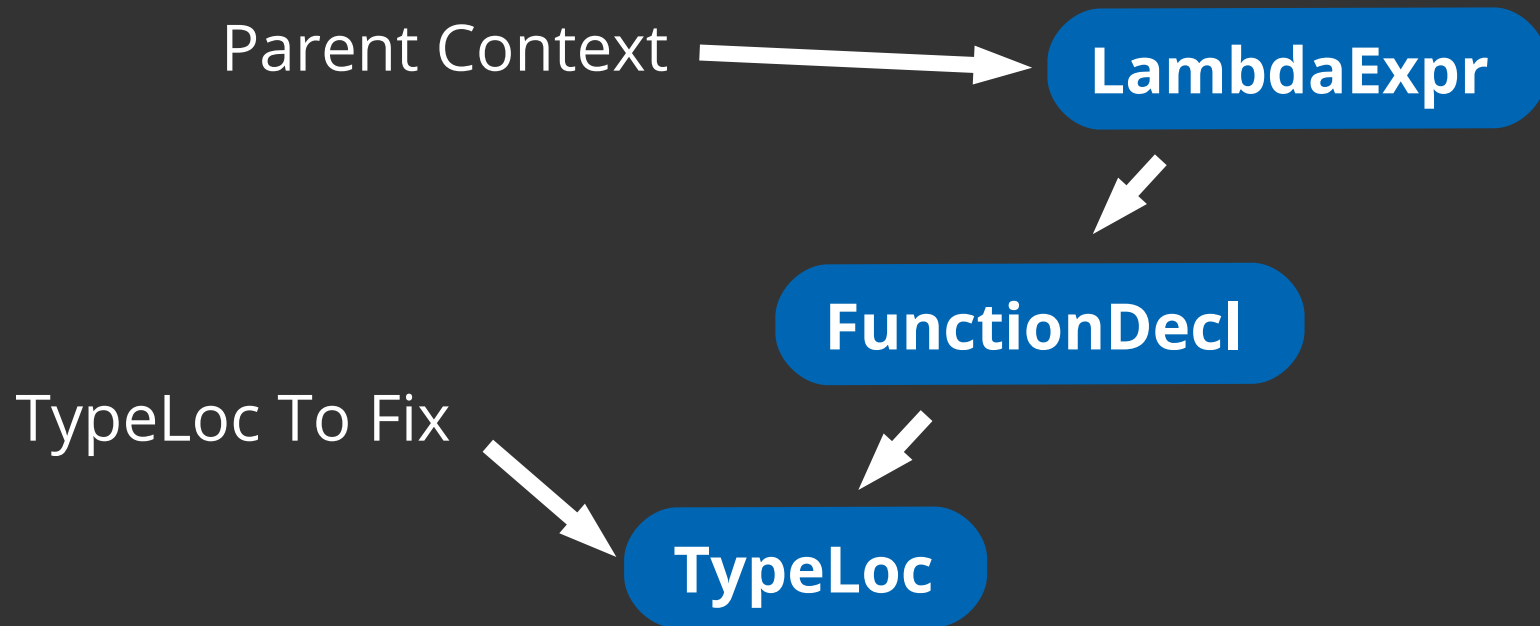 Parent Context
LambdaExpr
FunctionDecl
TypeLoc To Fix
TypeLoc